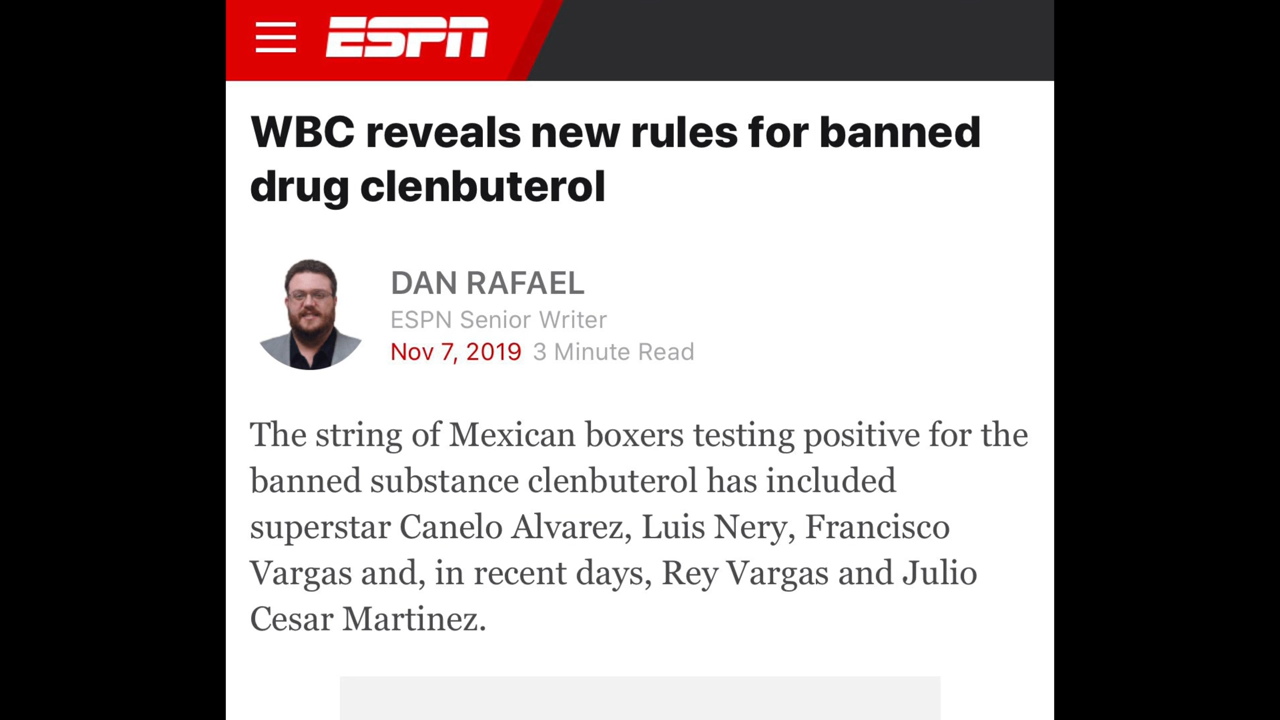 ESPN
WBC reveals new rules for banned
drug clenbuterol
DAN RAFAEL
ESPN Senior Writer
Nov 7, 2019 3 Minute Read
The string of Mexican boxers testing positive for the
banned substance clenbuterol has included
superstar Canelo Alvarez, Luis Nery, Francisco
Vargas and, in recent days, Rey Vargas and Julio
Cesar Martinez.